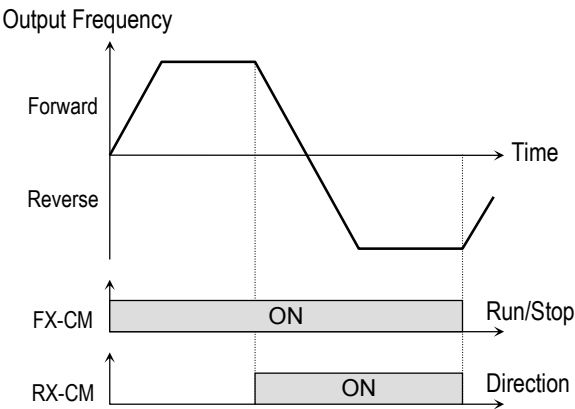 Output Frequency
Forward
Time
Reverse
FX-CM
ON
Run/Stop
RX-CM
ON
Direction